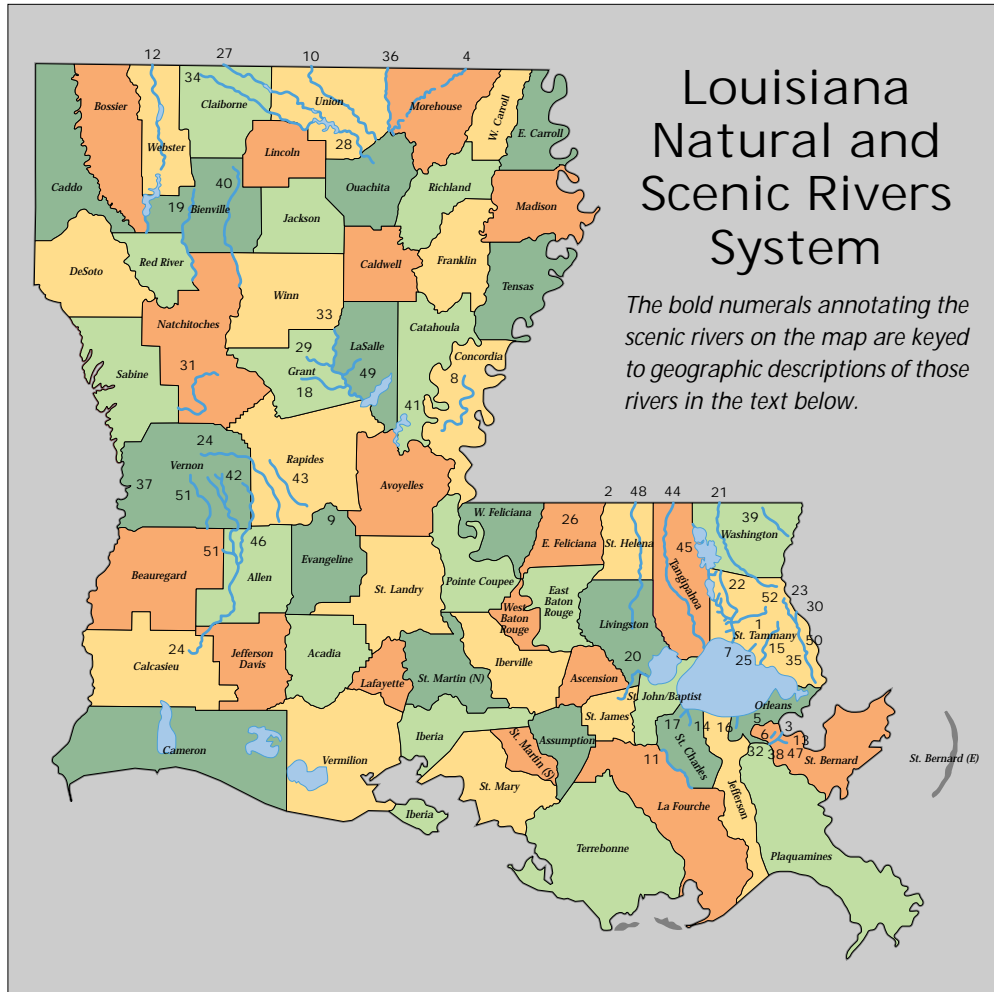 Louisiana
Natural and
Scenic Rivers
System
The bold numerals annotating the
scenic rivers on the map are keyed
to geographic descriptions of those
rivers in the text below.
12 27 10 36 4
34
Bossier Claiborne Union Morehouse W. Carroll E. Carroll
Webster Lincoln 28
Caddo 40 Ouachita Richland Madison
19 Bienville Jackson
DeSoto Red River Caldwell Franklin Tensas
Winn
Natchitoches 33 Catahoula
29 LaSalle Concordia
Sabine 31 Grant 49 8
18 41
24
Vernon Rapides
37 51 42 43 Avoyelles
2 48 44 21
9 W. Feliciana 26 39
51 46 E. Feliciana St. Helena 45 Washington
Beauregard Allen Evangeline St. Landry Pointe Coupee East
Baton
Rouge Tangipahoa 22 52 23
30
West
Baton
Rouge Livingston 1
St. Tammany 50
24 7 25 15 35
Calcasieu Jefferson
Davis Acadia Lafayette St. Martin (N) Iberville Ascension 20
St. John/Baptist Orleans
St. James 17 14 16 5 3
6 13
Cameron Vermilion Iberia St. Martin (S) Assumption 11 St. Charles 32 38 47 St. Bernard St. Bernard (E)
St. Mary Jefferson
Iberia La Fourche
Terrebonne Plaquamines